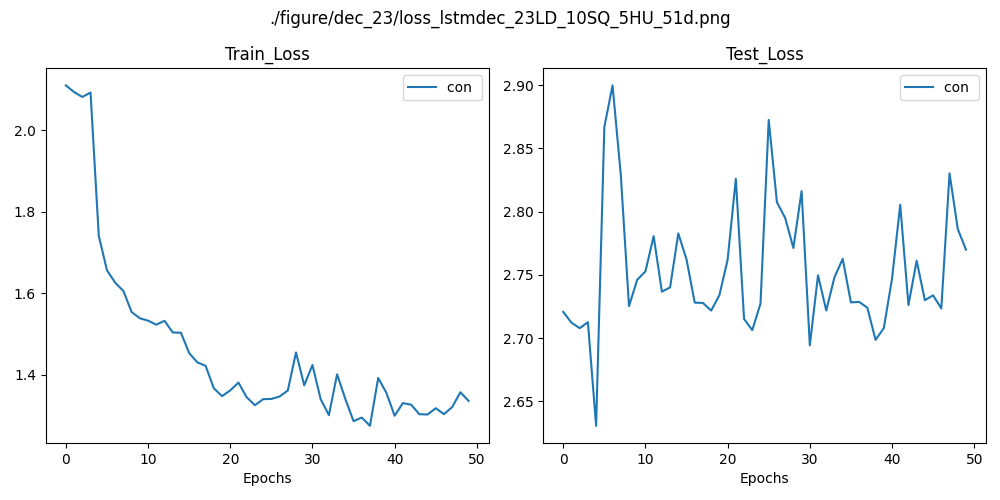 ./figure/dec_23/loss_lstmdec_23LD_10SQ_5HU_51d.png
Train_Loss
con
2.0
1.8
1.6
1.4
0 10 20 30 40 50
Epochs
Test_Loss
con
2.90
2.85
2.80
2.75
2.70
2.65
0 10 20 30 40 50
Epochs